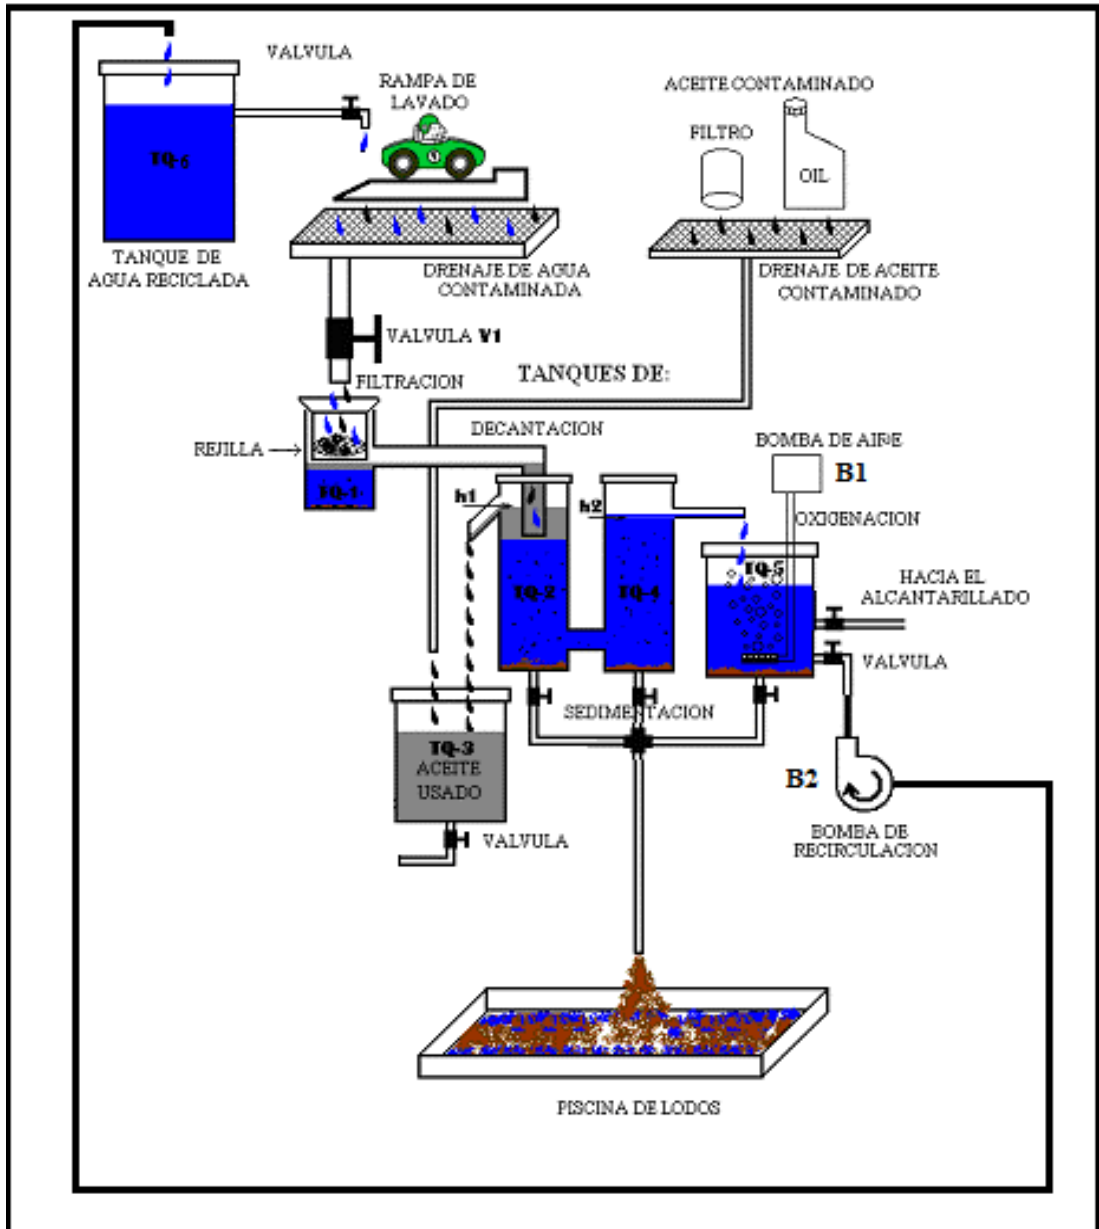 VALVULA
RAMPA DE
LAVADO
ACEITE CONTAMINADO
FILTRO
OIL
TQ-6
TANQUE DE
AGUA RECICLADA
DRENAJE DE AGUA
CONTAMINADA
DRENAJE DE ACEITE
CONTAMINADO
VALVULA V1
TANQUES DE:
FILTRACION
DECANTACION
REJILLA
TQ-1
BOMBA DE AIRE
B1
h1
h2
OXIGENACION
TQ-5
TQ-2
TQ-4
HACIA EL
ALCANTARILLADO
VALVULA
SEDIMENTACION
TQ-3
ACEITE
USADO
B2
VALVULA
BOMBA DE
RECIRCULACION
PISCINA DE LODOS